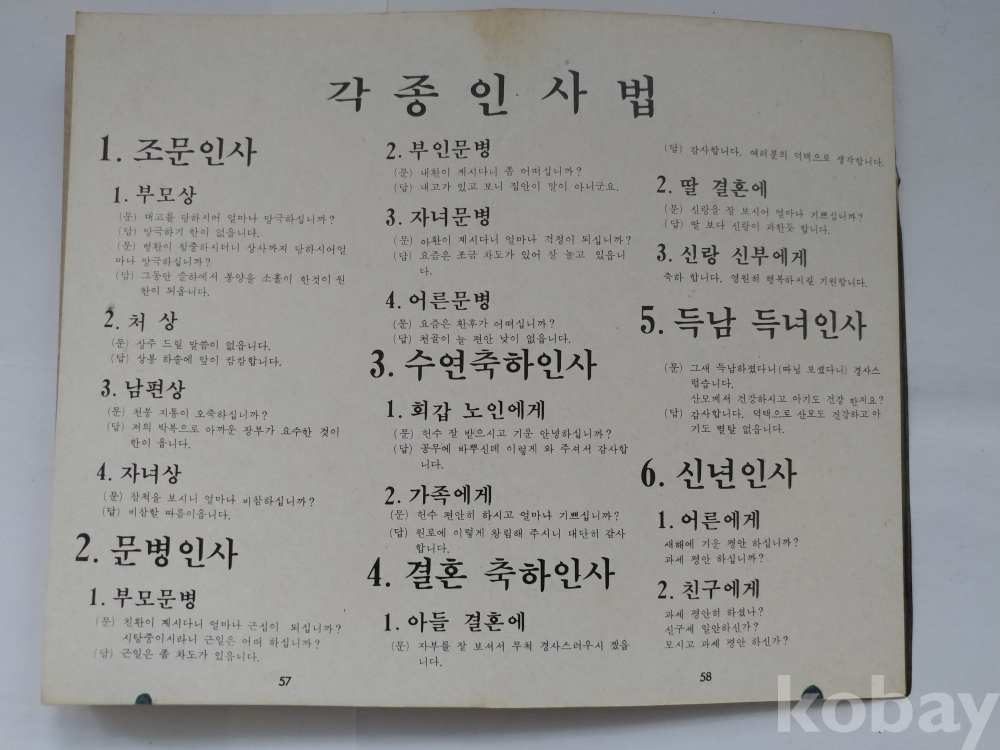 각종인사법
1. 조문인사
1. 부모상
(문) 대고를 당하시어 얼마나 망극하십니까?
(답) 망극하기 한이 없읍니다.
(문) 병환이 침중하시더니 상사까지 당하시어얼
마나 망극하십니까?
(답) 그동안 슬하에서 봉양을 소홀이 한것이 원
한이 되읍니다.
2. 처 상
(문) 상주 드릴 말씀이 없읍니다.
(답) 상봉 하솔에 앞이 캄캄합니다.
3. 남편상
(문) 천붕 지통이 오죽하십니까?
(답) 저의 박복으로 아까운 장부가 요수한 것이
한이 옵니다.
4. 자녀상
(문) 참척을 보시니 얼마나 비참하십니까?
(답) 비참할 따름이옵니다.
2. 문병인사
1. 부모문병
(문) 친환이 계시다니 얼마나 근심이 되십니까?
시탕중이시라니 근일은 어떠 하십니까?
(답) 근일은 좀 차도가 있읍니다.
57
2. 부인문병
(문) 내환이 계시다니 좀 어떠십니까?
(답) 내고가 있고 보니 집안이 말이 아니군요.
3. 자녀문병
(문) 아환이 계시다니 얼마나 걱정이 되십니까?
(답) 요즘은 조금 차도가 있어 잘 놀고 있읍니
다.
4. 어른문병
(문) 요즘은 환후가 어떠십니까?
(답) 천골이 늘 편안 낮이 없읍니다.
3. 수연축하인사
1. 회갑 노인에게
(문) 헌수 잘 받으시고 기운 안녕하십니까?
(답) 공무에 바뿌신데 이렇게 와 주셔서 감사합
니다.
2. 가족에게
(문) 헌수 편안히 하시고 얼마나 기쁘십니까?
(답) 원로에 이렇게 왕림해 주시니 대단히 감사
합니다.
4. 결혼 축하인사
1. 아들 결혼에
(문) 자부를 잘 보셔서 무척 경사스러우시 겠읍
니다.
(답) 감사합니다. 여러분의 덕택으로 생각합니다.
2. 딸 결혼에
(문) 신랑을 잘 보시어 얼마나 기쁘십니까?
(답) 딸 보다 신랑이 과한듯 합니다.
3. 신랑 신부에게
축하 합니다. 영원히 행복하시길 기원합니다.
5. 득남 득녀인사
(문) 그새 득남하셨다니(따님 보셨다니) 경사스
럽습니다.
산모께서 건강하시고 아기도 건강 한지요?
(답) 감사합니다. 덕택으로 산모도 건강하고 아
기도 별탈 없읍니다.
6. 신년인사
1. 어른에게
새해에 기운 평안 하십니까?
과세 평안 하십니까?
2. 친구에게
과세 평안히 하셨나?
신구세 일안하신가?
모시고 과세 평안 하신가?
58
kobay